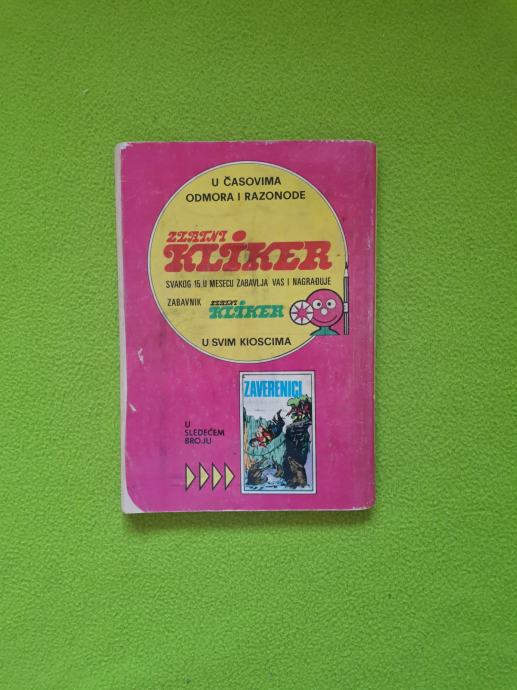 U ČASOVIMA
ODMORA I RAZONODE
ZLATNI
KLIKER
SVAKOG 15. U MESECU ZABAVLJA VAS I NAGRAĐUJE
ZABAVNIK ZLATNI KLIKER
U SVIM KIOSCIMA
ZAVERENICI
U
SLEDEĆEM
BROJU